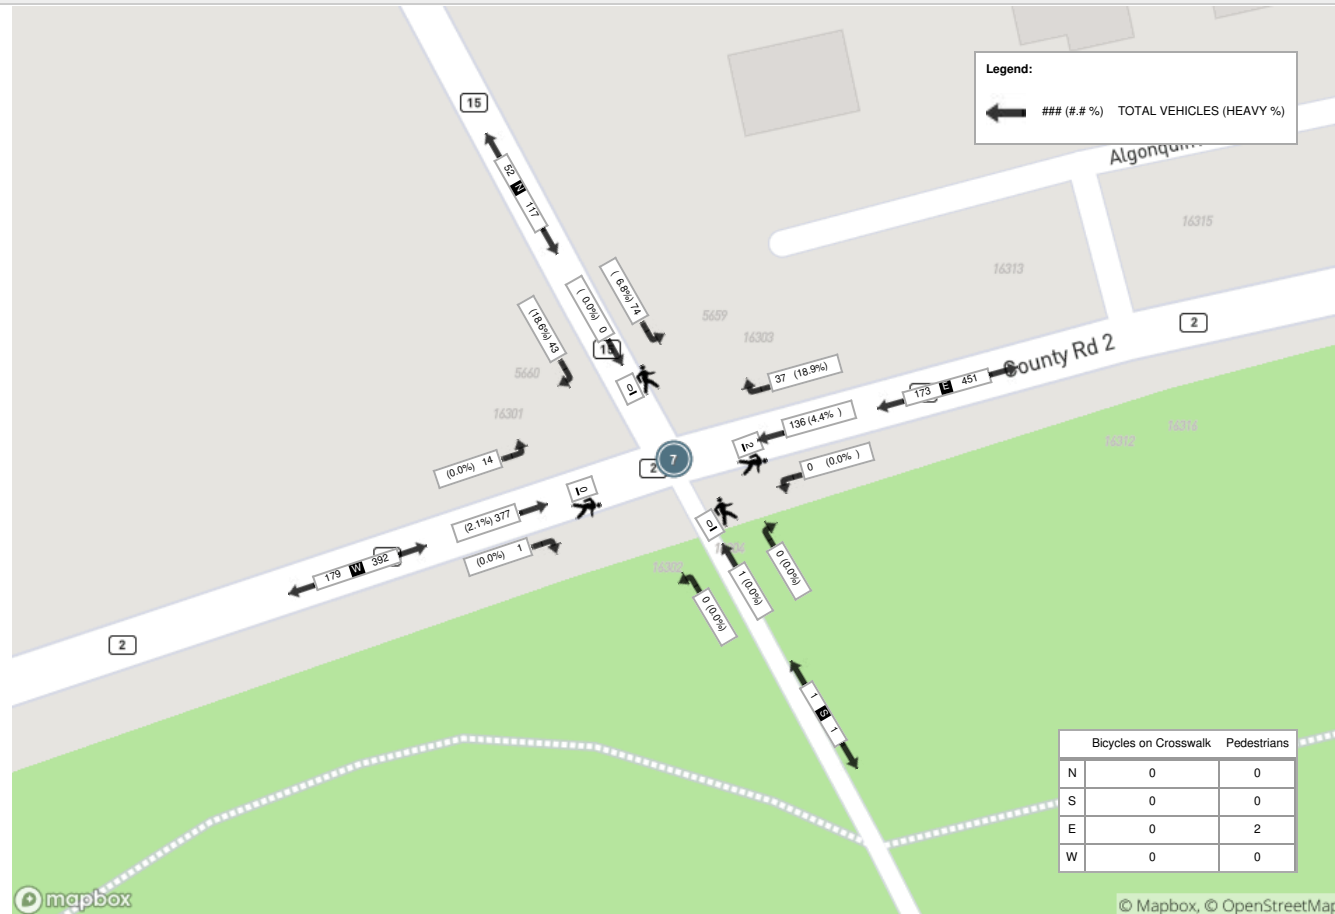 Legend:
### (#.# %) TOTAL VEHICLES (HEAVY %)
15
Algonquin
52 N 117
16315
16313
(6.8%) 74
(0.0%) 0
(18.6%) 43
5659
16303
2
County Rd 2
5660
37 (18.9%)
173 E 451
0
16301
136 (4.4% )
16316
16312
2
7
2
0 (0.0% )
(0.0%) 14
0
(2.1%) 377
0
(0.0%) 1
179 W 392
16302
0 (0.0%)
1 (0.0%)
0 (0.0%)
2
1 S 1
Bicycles on Crosswalk Pedestrians
N 0 0
S 0 0
E 0 2
W 0 0
mapbox
© Mapbox, © OpenStreetMap